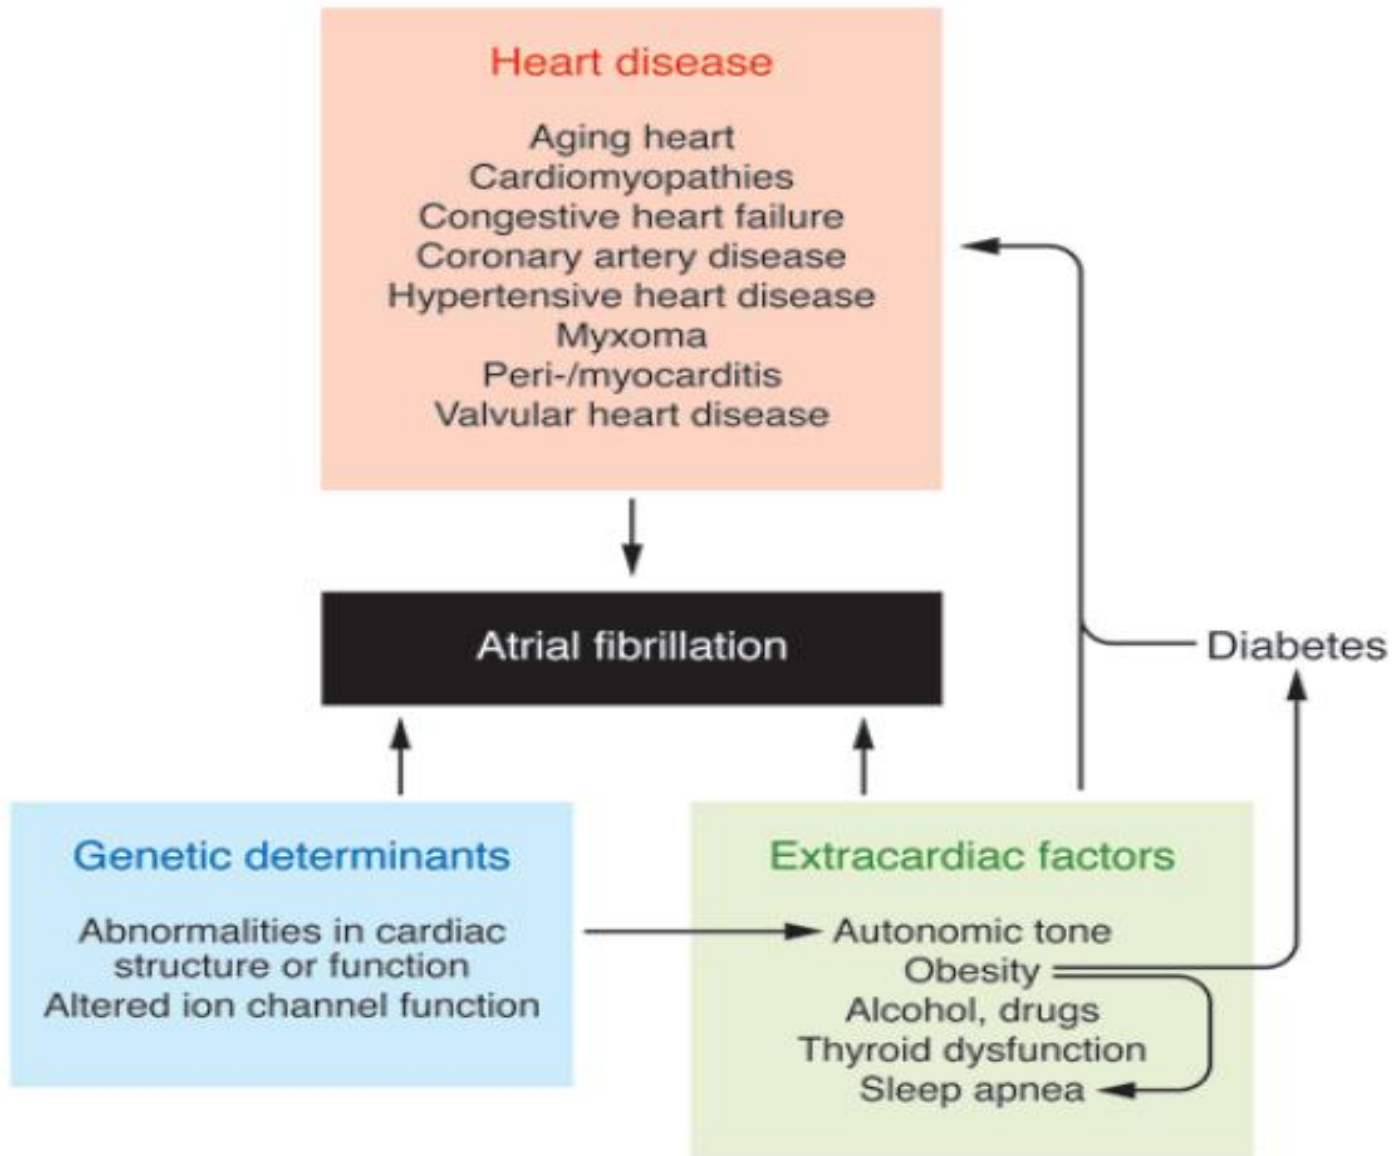 Heart disease
Aging heart
Cardiomyopathies
Congestive heart failure
Coronary artery disease
Hypertensive heart disease
Myxoma
Peri-/myocarditis
Valvular heart disease
Atrial fibrillation
Diabetes
Genetic determinants
Abnormalities in cardiac
structure or function
Altered ion channel function
Extracardiac factors
Autonomic tone
Obesity
Alcohol, drugs
Thyroid dysfunction
Sleep apnea